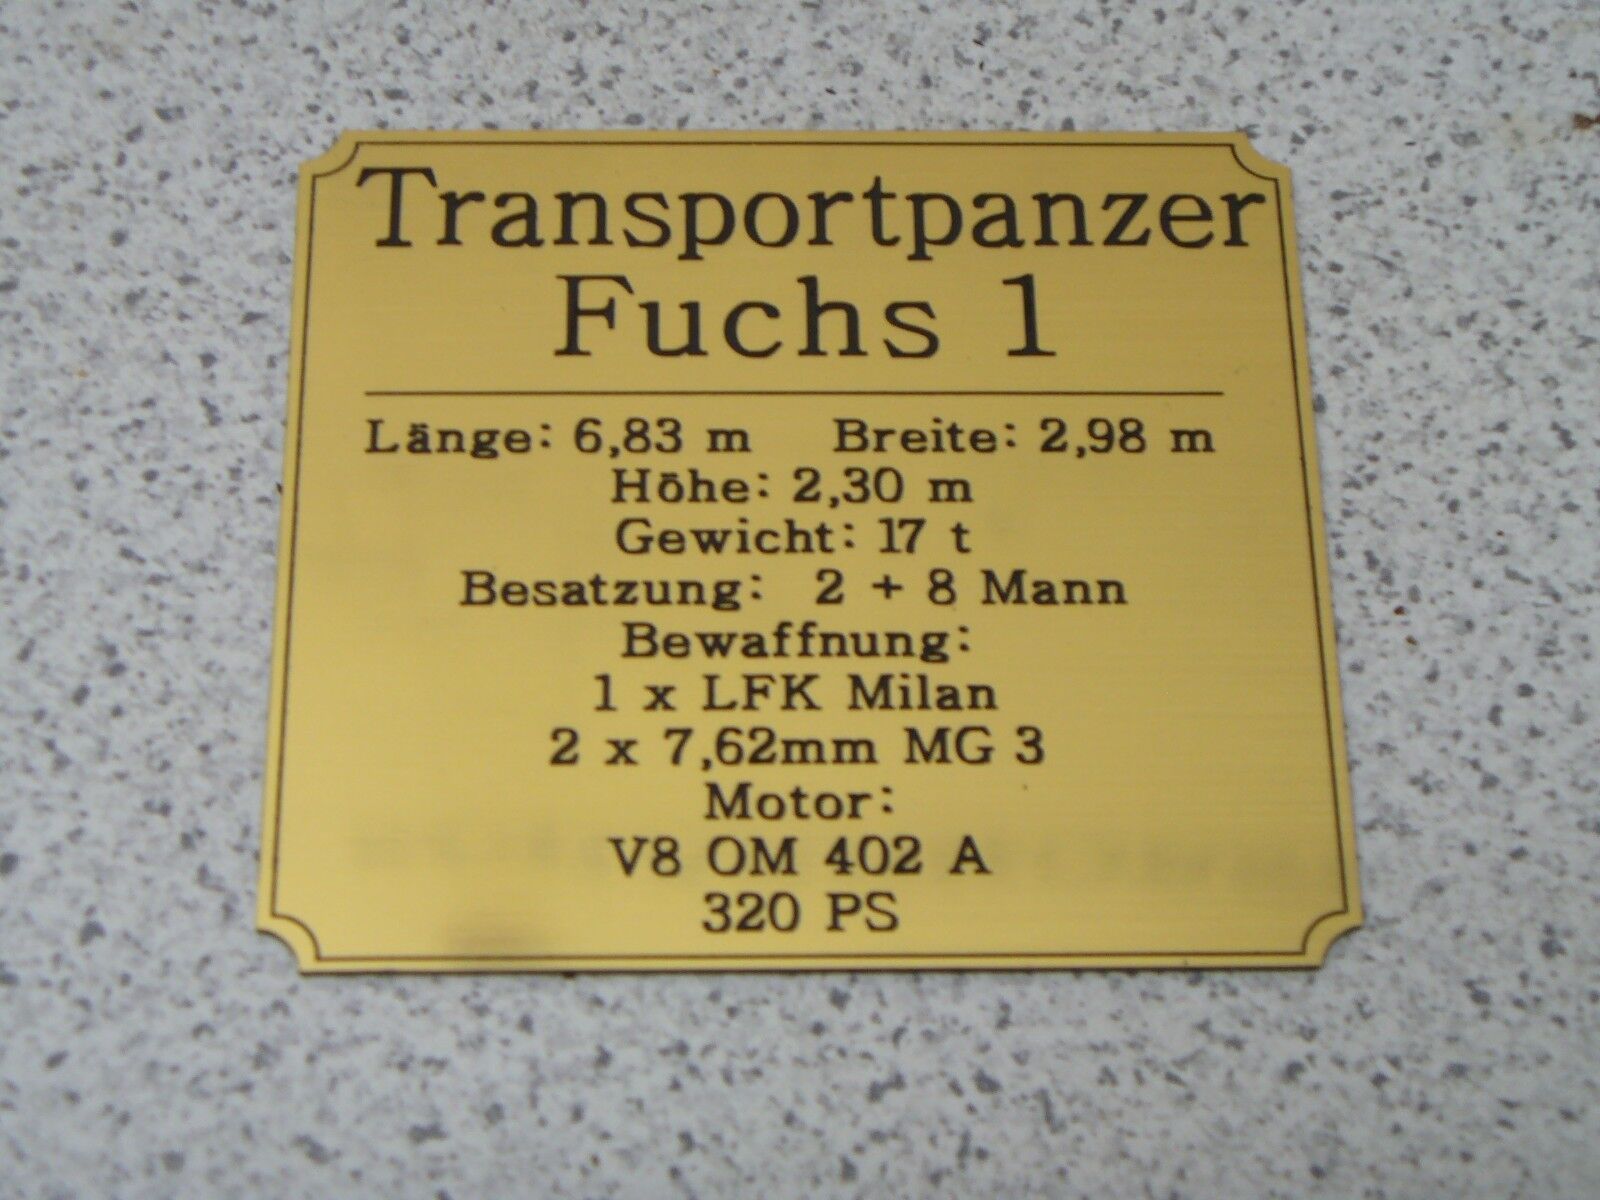 Transportpanzer
Fuchs 1
Länge: 6,83 m Breite: 2,98 m
Höhe: 2,30 m
Gewicht: 17 t
Besatzung: 2 + 8 Mann
Bewaffnung:
1 x LFK Milan
2 x 7,62mm MG 3
Motor:
V8 OM 402 A
320 PS